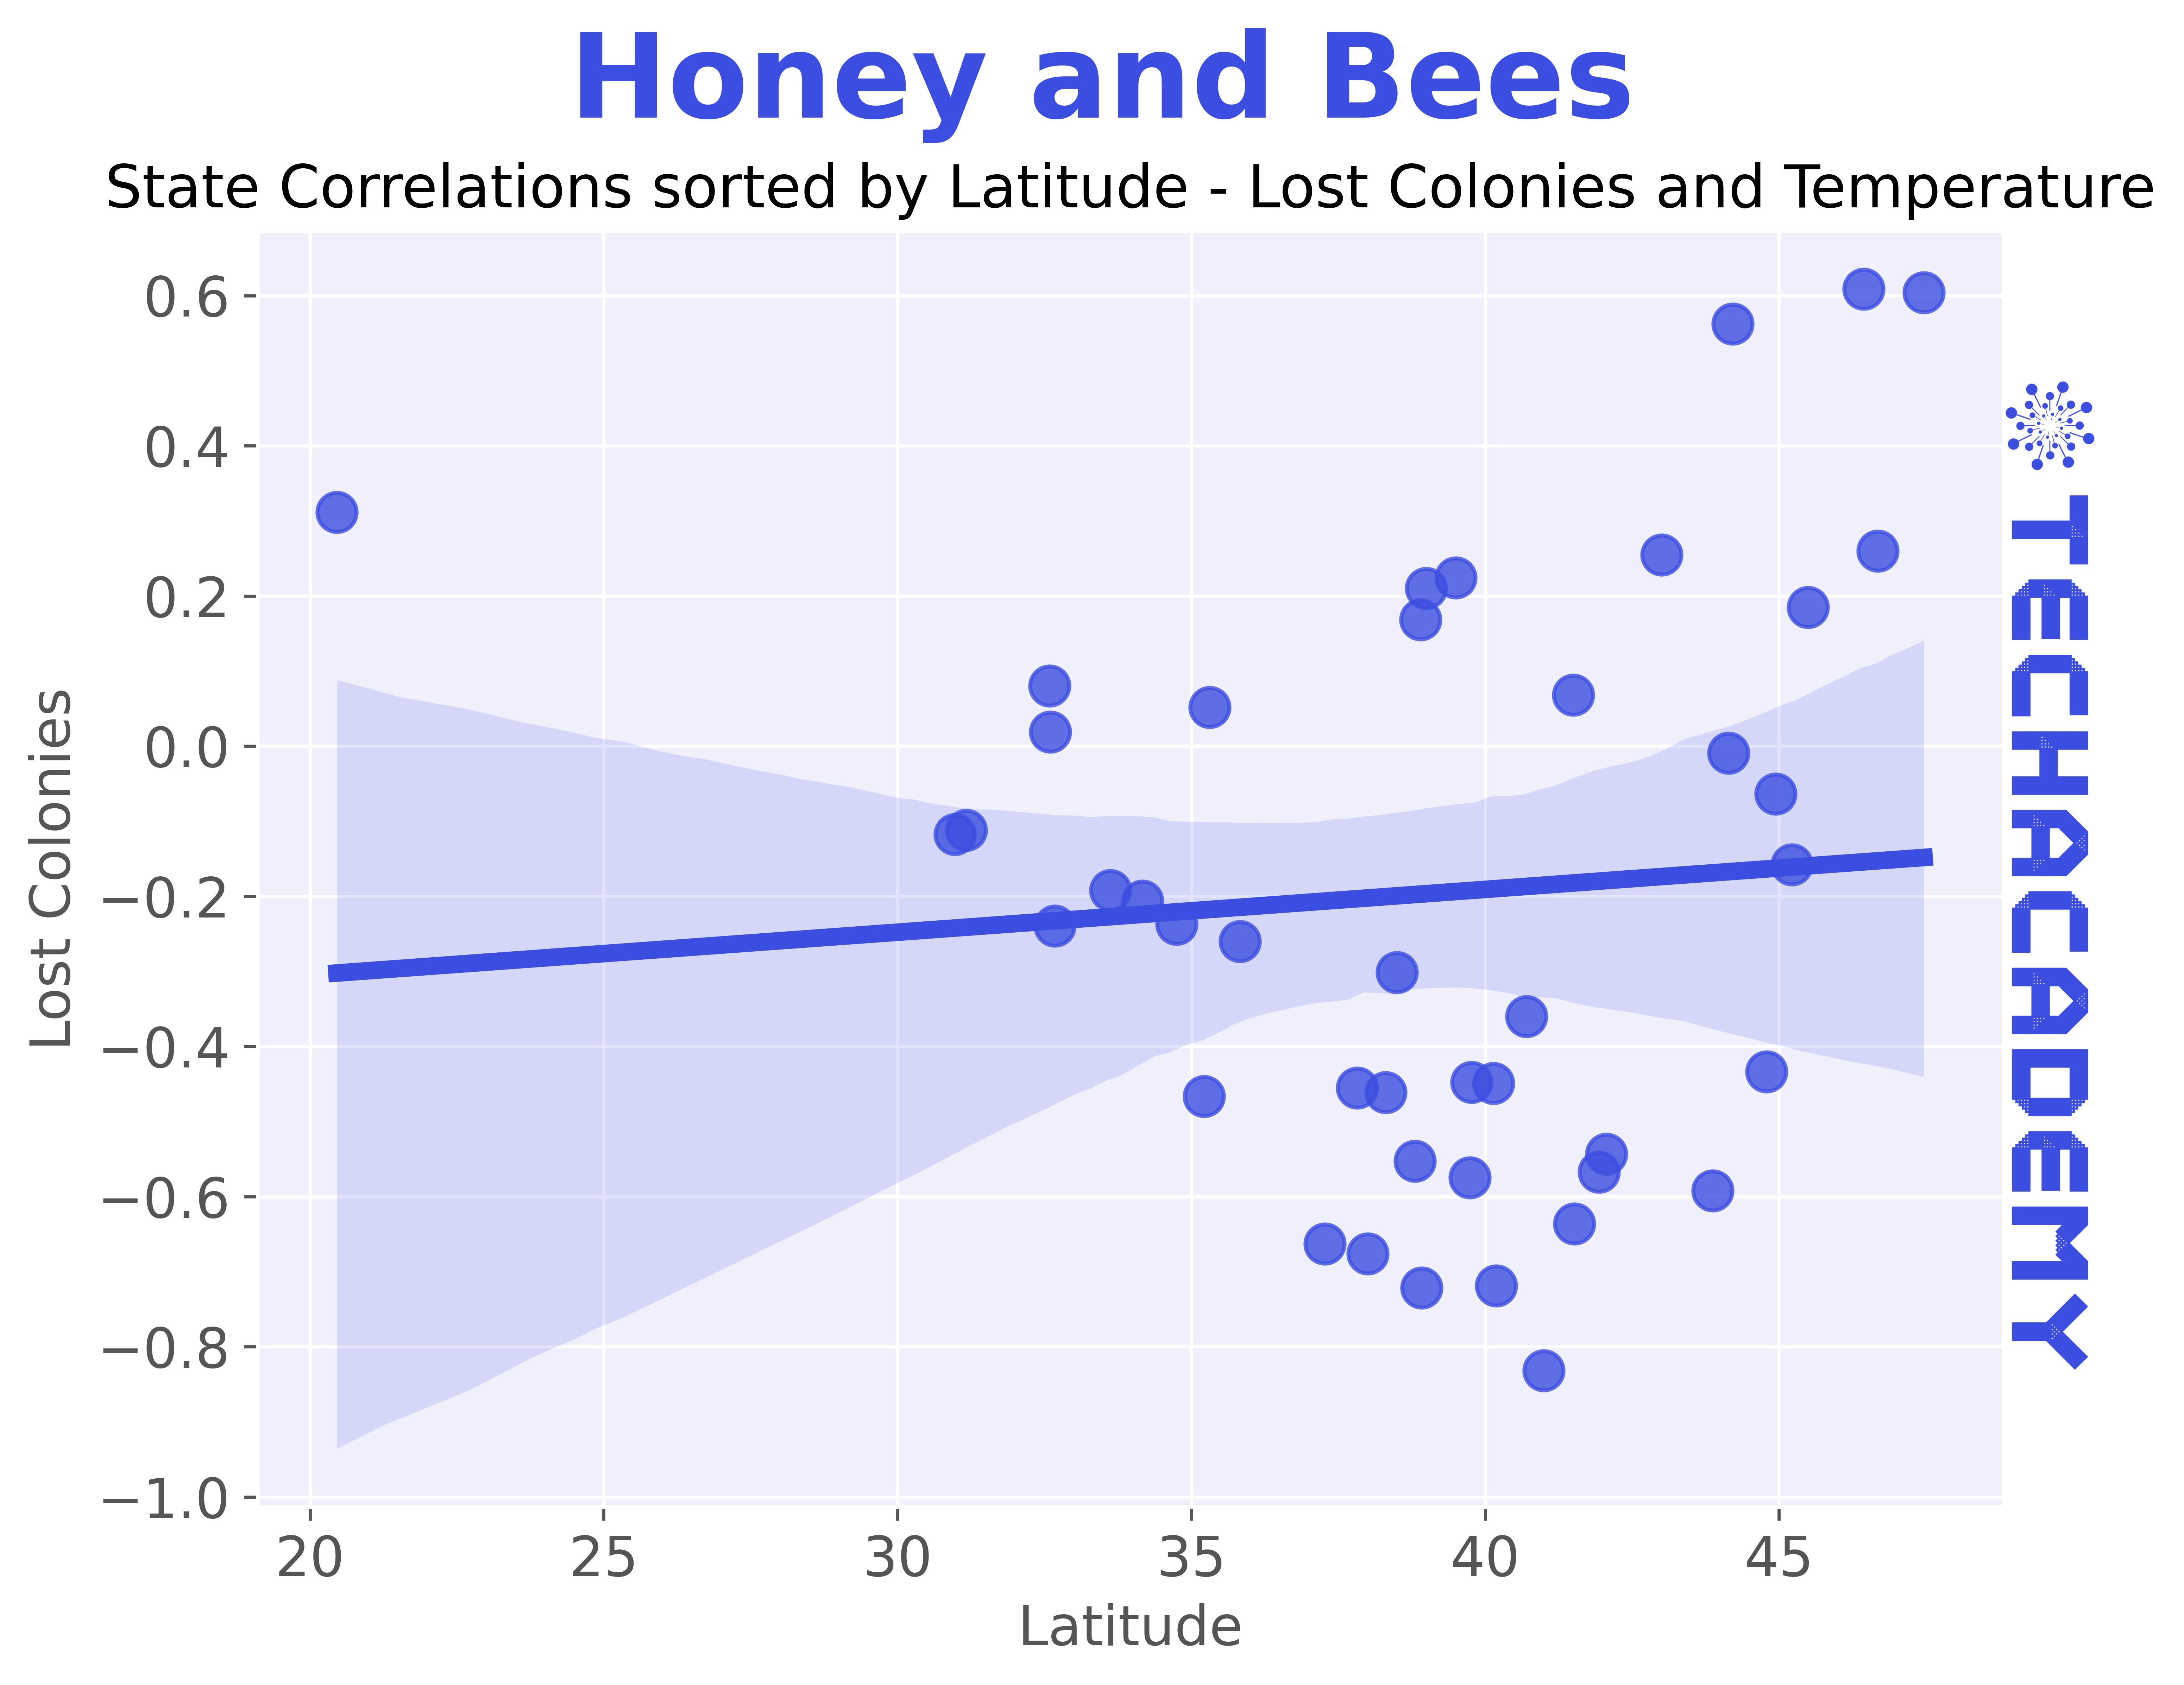 Honey and Bees
State Correlations sorted by Latitude - Lost Colonies and Temperature
0.6
0.4
0.2
0.0
−0.2
−0.4
−0.6
−0.8
−1.0
Lost Colonies
20 25 30 35 40 45
Latitude
TECHACADEMY